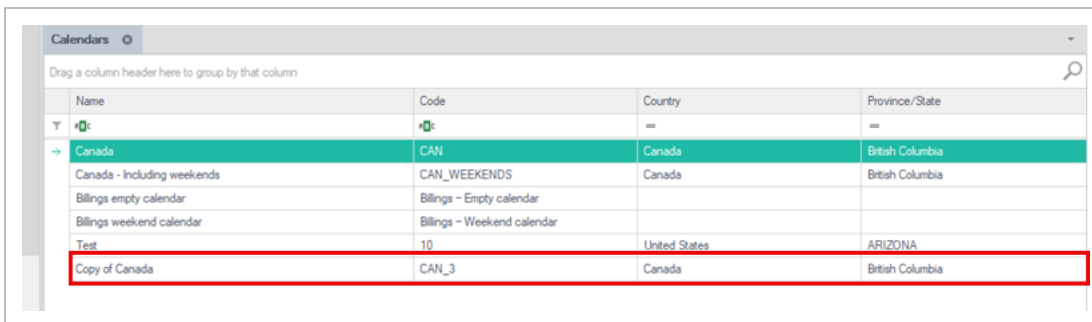 Calendars
Drag a column header here to group by that column
Name Code Country Province/State
Canada CAN Canada British Columbia
Canada - Including weekends CAN_WEEKENDS Canada British Columbia
Billings empty calendar Billings - Empty calendar
Billings weekend calendar Billings - Weekend calendar
Test 10 United States ARIZONA
Copy of Canada CAN_3 Canada British Columbia